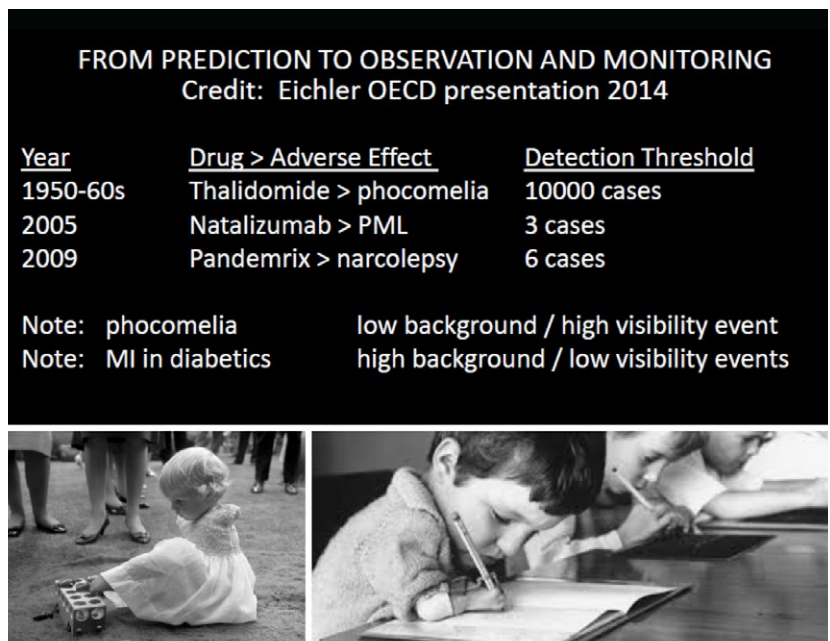 FROM PREDICTION TO OBSERVATION AND MONITORING
Credit: Eichler OECD presentation 2014
Year Drug > Adverse Effect Detection Threshold
1950-60s Thalidomide > phocomelia 10000 cases
2005 Natalizumab > PML 3 cases
2009 Pandemrix > narcolepsy 6 cases
Note: phocomelia low background / high visibility event
Note: MI in diabetics high background / low visibility events